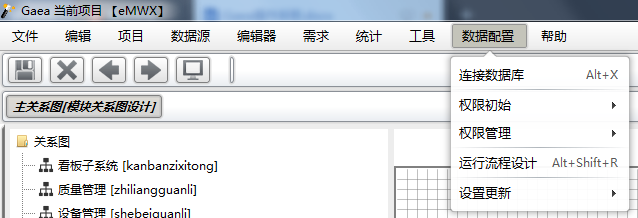 Gaea 当前项目 【eMWX】
文件 编辑 项目 数据源 编辑器 需求 统计 工具 数据配置 帮助
连接数据库 Alt+X
主关系图[模块关系图设计]
权限初始
关系图
权限管理
看板子系统 [kanbanzixitong]
运行流程设计 Alt+Shift+R
质量管理 [zhiliangguanli]
设置更新
设备管理 [shebeiguanli]